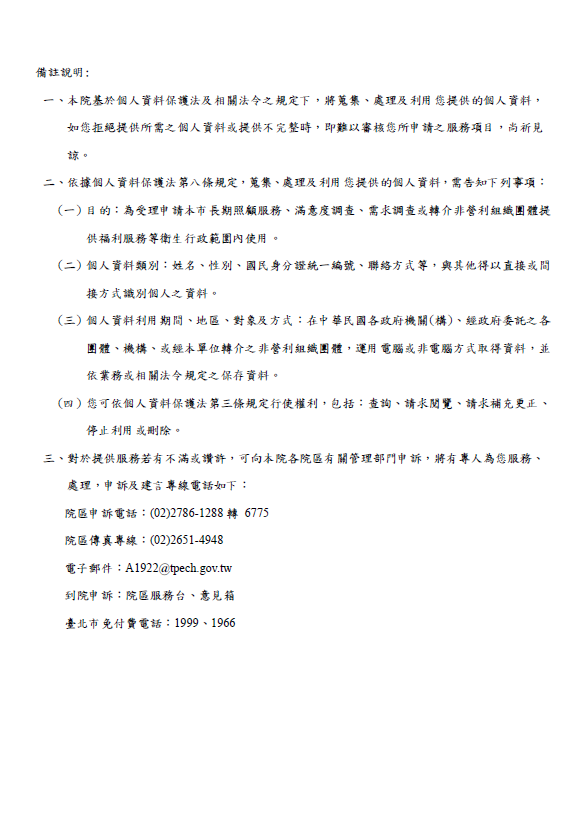 備註說明:
一、本院基於個人資料保護法及相關法令之規定下，將蒐集、處理及利用您提供的個人資料，
如您拒絕提供所需之個人資料或提供不完整時，即難以審核您所申請之服務項目，尚祈見
諒。
二、依據個人資料保護法第八條規定，蒐集、處理及利用您提供的個人資料，需告知下列事項：
(一)目的：為受理申請本市長期照顧服務、滿意度調查、需求調查或轉介非營利組織團體提
供福利服務等衛生行政範圍內使用。
(二)個人資料類別：姓名、性別、國民身分證統一編號、聯絡方式等，與其他得以直接或間
接方式識別個人之資料。
(三)個人資料利用期間、地區、對象及方式：在中華民國各政府機關(構)、經政府委託之各
團體、機構、或經本單位轉介之非營利組織團體，運用電腦或非電腦方式取得資料，並
依業務或相關法令規定之保存資料。
(四)您可依個人資料保護法第三條規定行使權利，包括：查詢、請求閱覽、請求補充更正、
停止利用或刪除。
三、對於提供服務若有不滿或讚許，可向本院各院區有關管理部門申訴，將有專人為您服務、
處理，申訴及建言專線電話如下：
院區申訴電話：(02)2786-1288 轉 6775
院區傳真專線：(02)2651-4948
電子郵件：A1922@tpech.gov.tw
到院申訴：院區服務台、意見箱
臺北市免付費電話：1999、1966